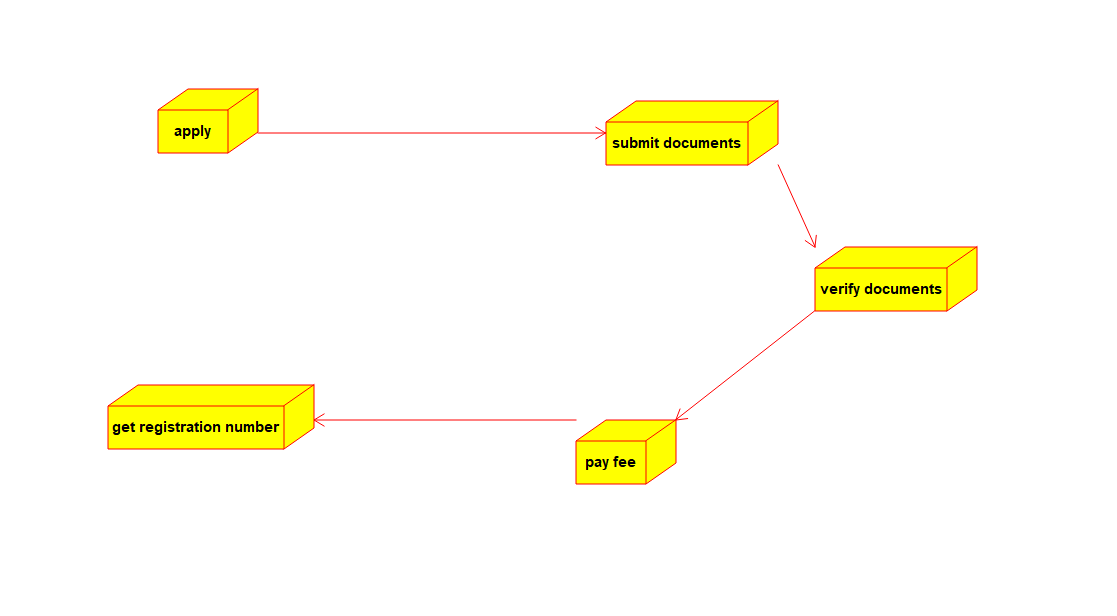 apply
submit documents
verify documents
pay fee
get registration number